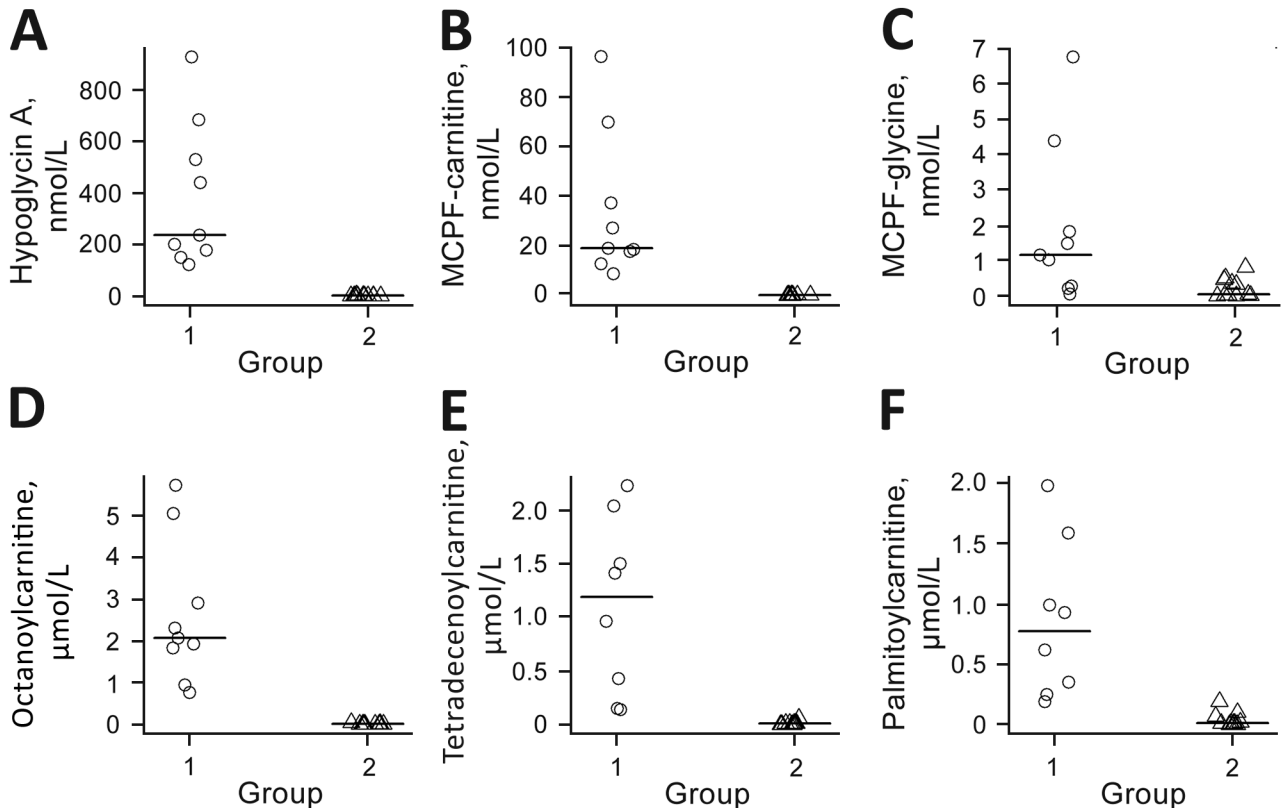 A
Hypoglycin A,
nmol/L
800
600
400
200
0
1
2
Group
B
MCPF-carnitine,
nmol/L
100
80
60
40
20
0
1
2
Group
C
MCPF-glycine,
nmol/L
7
6
5
4
3
2
1
0
1
2
Group
D
Octanoylcarnitine,
µmol/L
5
4
3
2
1
0
1
2
Group
E
Tetradecenoylcarnitine,
µmol/L
2.0
1.5
1.0
0.5
0
1
2
Group
F
Palmitoylcarnitine,
µmol/L
2.0
1.5
1.0
0.5
0
1
2
Group